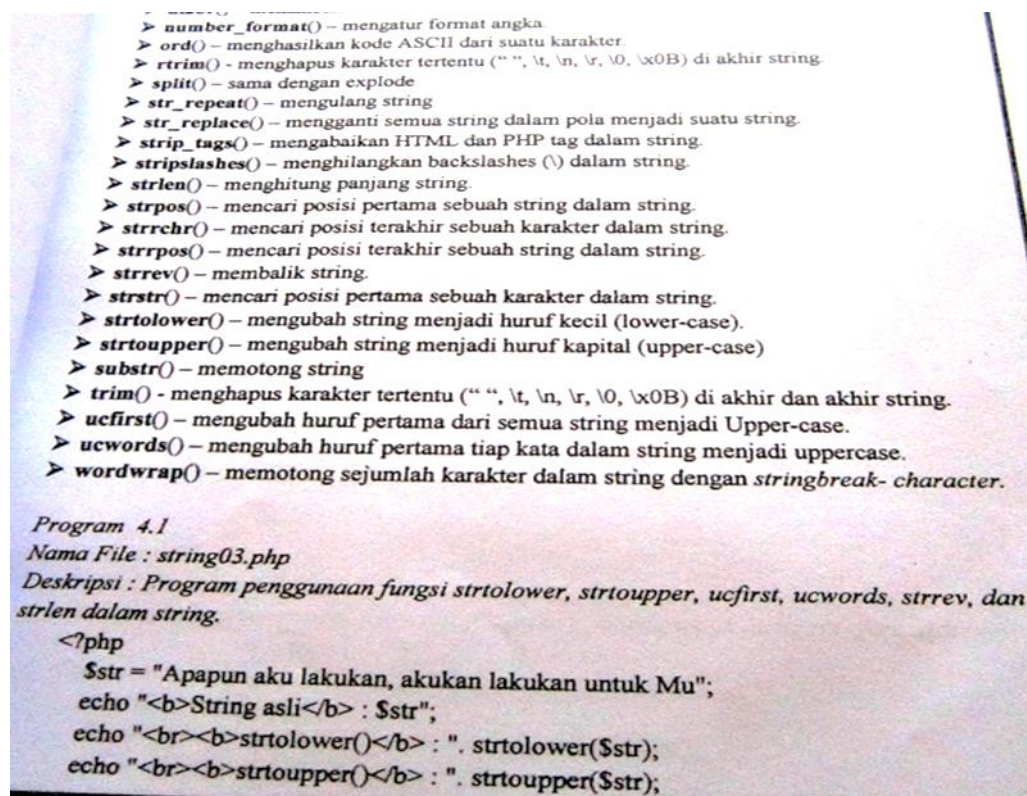 ➢ number_format() – mengatur format angka.
➢ ord() – menghasilkan kode ASCII dari suatu karakter.
➢ rtrim() - menghapus karakter tertentu (“ ”, \t, \n, \r, \0, \x0B) di akhir string.
➢ split() – sama dengan explode
➢ str_repeat() – mengulang string
➢ str_replace() – mengganti semua string dalam pola menjadi suatu string.
➢ strip_tags() – mengabaikan HTML dan PHP tag dalam string.
➢ stripslashes() – menghilangkan backslashes (\) dalam string.
➢ strlen() – menghitung panjang string.
➢ strpos() – mencari posisi pertama sebuah string dalam string.
➢ strrchr() – mencari posisi terakhir sebuah karakter dalam string.
➢ strrpos() – mencari posisi terakhir sebuah string dalam string.
➢ strrev() – membalik string.
➢ strstr() – mencari posisi pertama sebuah karakter dalam string.
➢ strtolower() – mengubah string menjadi huruf kecil (lower-case).
➢ strtoupper() – mengubah string menjadi huruf kapital (upper-case)
➢ substr() – memotong string
➢ trim() - menghapus karakter tertentu (“ “, \t, \n, \r, \0, \x0B) di akhir dan akhir string.
➢ ucfirst() – mengubah huruf pertama dari semua string menjadi Upper-case.
➢ ucwords() – mengubah huruf pertama tiap kata dalam string menjadi uppercase.
➢ wordwrap() – memotong sejumlah karakter dalam string dengan stringbreak- character.
Program 4.1
Nama File : string03.php
Deskripsi : Program penggunaan fungsi strtolower, strtoupper, ucfirst, ucwords, strrev, dan
strlen dalam string.
<?php
$str = "Apapun aku lakukan, akukan lakukan untuk Mu";
echo "<b>String asli</b> : $str";
echo "<br><b>strtolower()</b> : ". strtolower($str);
echo "<br><b>strtoupper()</b> : ". strtoupper($str);